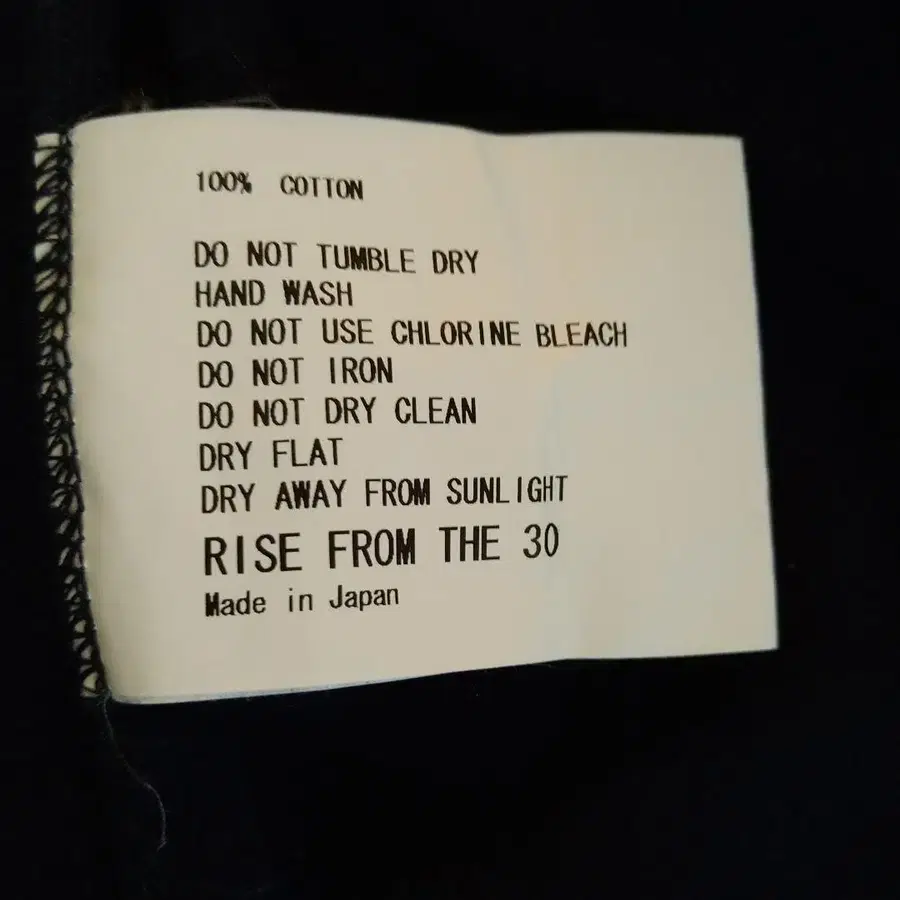 100% COTTON
DO NOT TUMBLE DRY
HAND WASH
DO NOT USE CHLORINE BLEACH
DO NOT IRON
DO NOT DRY CLEAN
DRY FLAT
DRY AWAY FROM SUNLIGHT
RISE FROM THE 30
Made in Japan